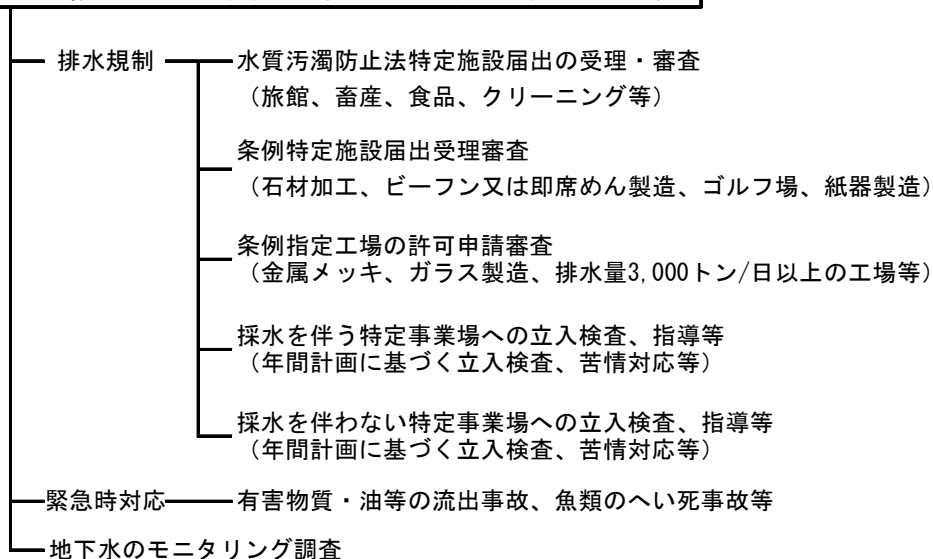 排水規制
水質汚濁防止法特定施設届出の受理・審査
（旅館、畜産、食品、クリーニング等）
条例特定施設届出受理審査
（石材加工、ビーフン又は即席めん製造、ゴルフ場、紙器製造）
条例指定工場の許可申請審査
（金属メッキ、ガラス製造、排水量3,000トン/日以上の工場等）
採水を伴う特定事業場への立入検査、指導等
（年間計画に基づく立入検査、苦情対応等）
採水を伴わない特定事業場への立入検査、指導等
（年間計画に基づく立入検査、苦情対応等）
緊急時対応
有害物質・油等の流出事故、魚類のへい死事故等
地下水のモニタリング調査